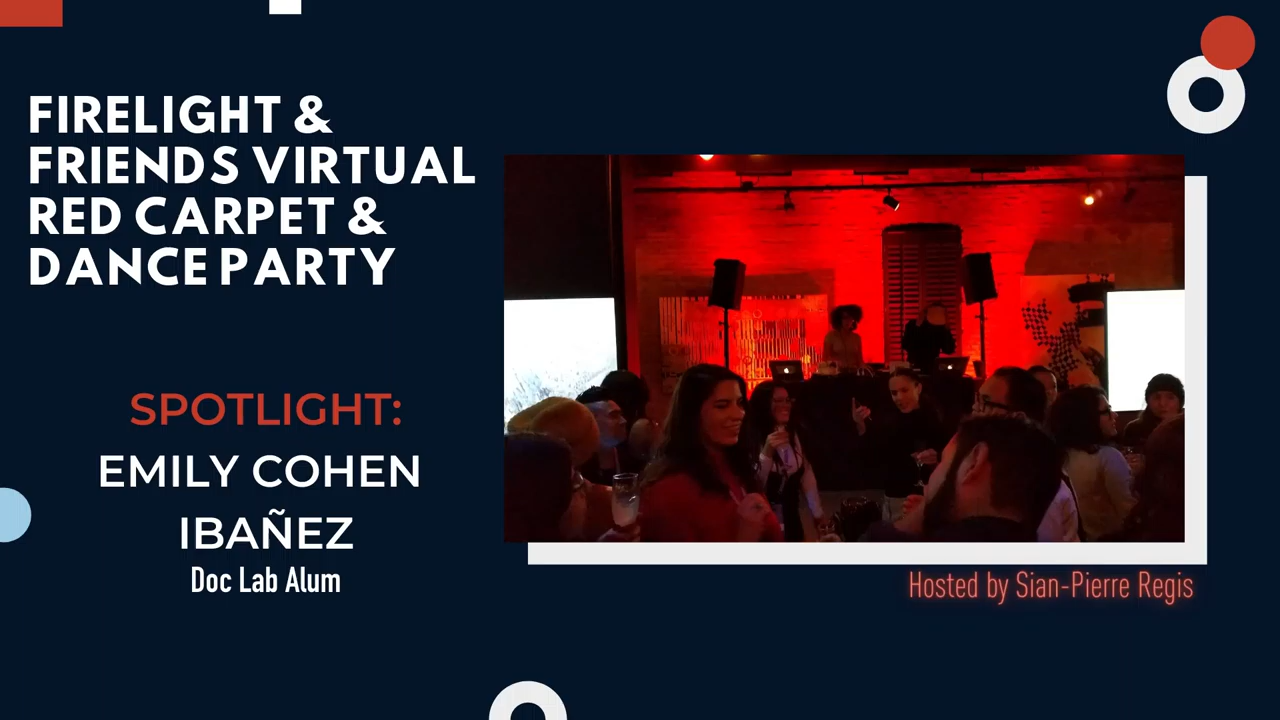 FIRELIGHT &
FRIENDS VIRTUAL
RED CARPET &
DANCE PARTY
SPOTLIGHT:
EMILY COHEN
IBAÑEZ
Doc Lab Alum
Hosted by Sian-Pierre Regis